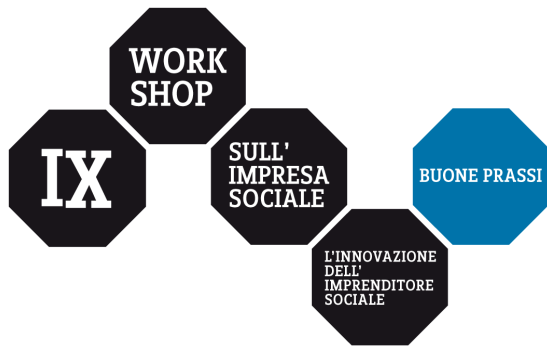 IX
WORK
SHOP
SULL'
IMPRESA
SOCIALE
L'INNOVAZIONE
DELL'
IMPRENDITORE
SOCIALE
BUONE PRASSI